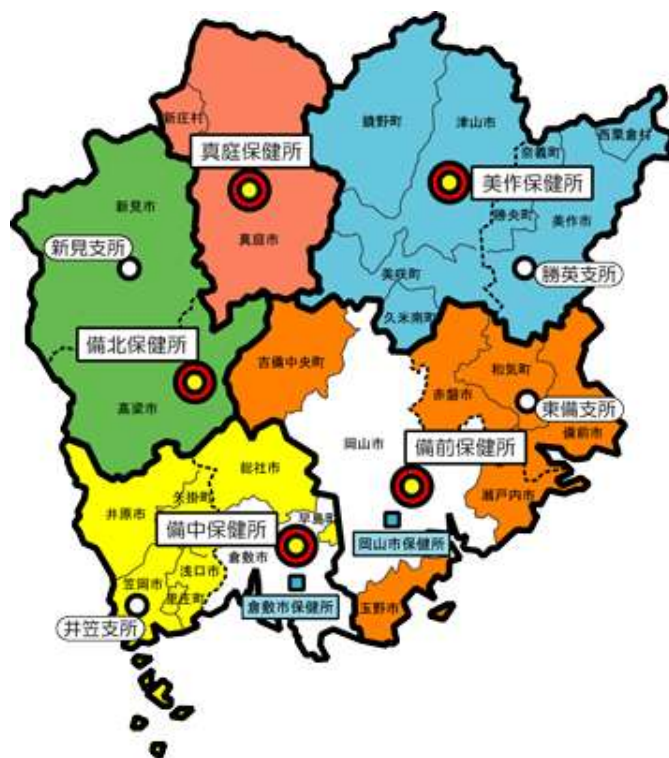 新庄村
真庭保健所
真庭市
鏡野町
津山市
奈義町
西粟倉村
美作保健所
勝央町
美作市
勝英支所
美咲町
久米南町
新見市
新見支所
備北保健所
高梁市
吉備中央町
赤磐市
和気町
東備支所
備前市
岡山市
備前保健所
瀬戸内市
岡山市保健所
玉野市
総社市
早島町
井原市
矢掛町
備中保健所
倉敷市
浅口市
笠岡市
里庄町
倉敷市保健所
井笠支所